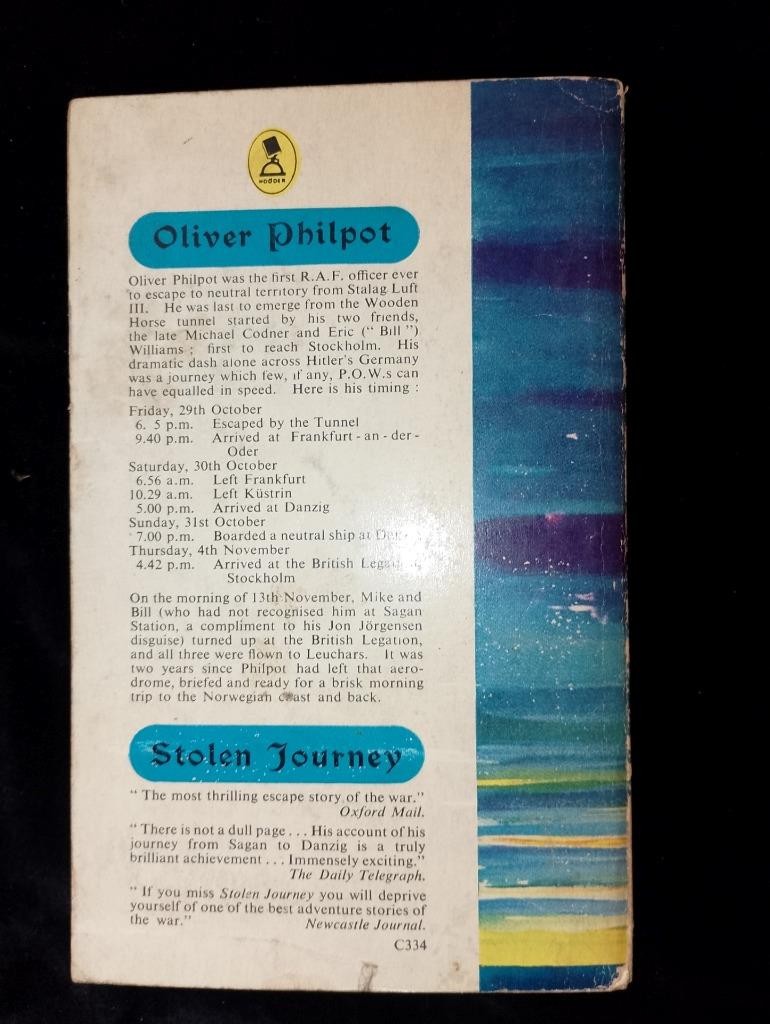 HODDER
Oliver Philpot
Oliver Philpot was the first R.A.F. officer ever
to escape to neutral territory from Stalag Luft
III. He was last to emerge from the Wooden
Horse tunnel started by his two friends,
the late Michael Codner and Eric (“ Bill ”)
Williams ; first to reach Stockholm. His
dramatic dash alone across Hitler's Germany
was a journey which few, if any, P.O.W.s can
have equalled in speed. Here is his timing :
Friday, 29th October
6. 5 p.m. Escaped by the Tunnel
9.40 p.m. Arrived at Frankfurt-an-der-
Oder
Saturday, 30th October
6.56 a.m. Left Frankfurt
10.29 a.m. Left Küstrin
5.00 p.m. Arrived at Danzig
Sunday, 31st October
7.00 p.m. Boarded a neutral ship at
Thursday, 4th November
4.42 p.m. Arrived at the British
Stockholm
On the morning of 13th November, Mike and
Bill (who had not recognised him at Sagan
Station, a compliment to his Jon Jörgensen
disguise) turned up at the British Legation,
and all three were flown to Leuchars. It was
two years since Philpot had left that aero-
drome, briefed and ready for a brisk morning
trip to the Norwegian coast and back.
Stolen Journey
“ The most thrilling escape story of the war.”
Oxford Mail.
“ There is not a dull page . . . His account of his
journey from Sagan to Danzig is a truly
brilliant achievement . . . Immensely exciting.”
The Daily Telegraph.
“ If you miss Stolen Journey you will deprive
yourself of one of the best adventure stories of
the war.” Newcastle Journal.
C334